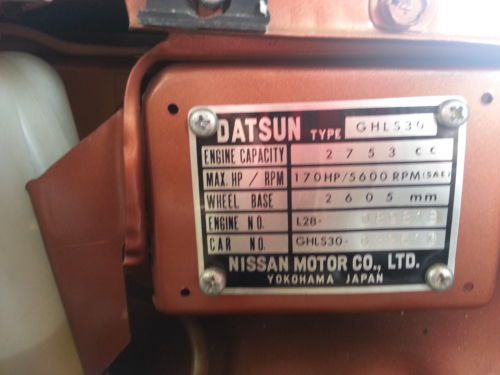 DATSUN TYPE GHLS30
ENGINE CAPACITY 2753 CC
MAX. HP / RPM 170HP/5600RPM(SAE)
WHEEL BASE 2605 mm
ENGINE NO. L28-
CAR NO. GHLS30-
NISSAN MOTOR CO., LTD.
YOKOHAMA JAPAN